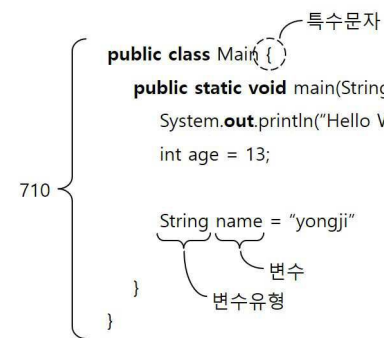 특수문자
public class Main {
public static void main(String
System.out.println("Hello W
int age = 13;
710
String name = "yongji"
변수
}
변수유형
}